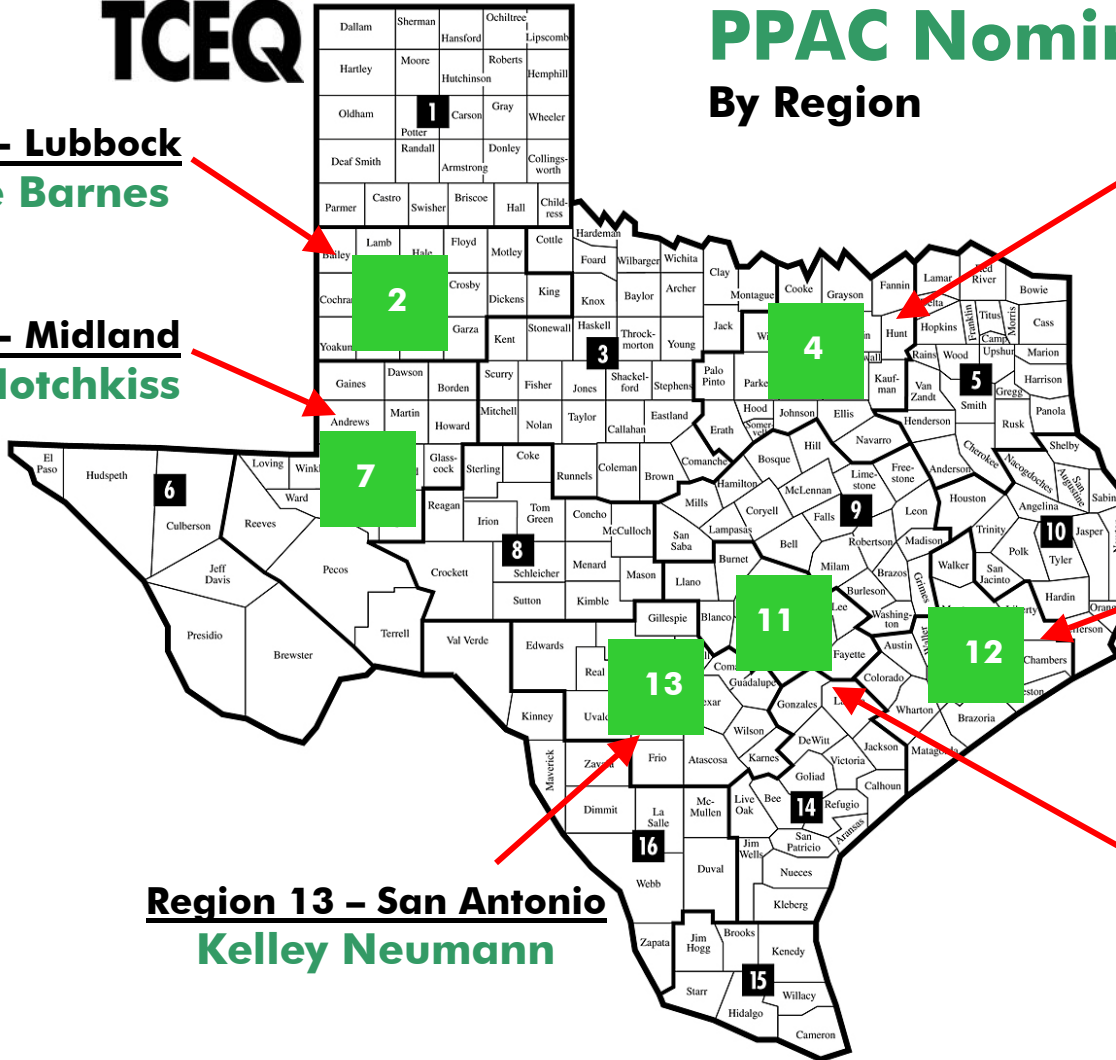 TCEQ
PPAC Nomin
By Region
– Lubbock
e Barnes
– Midland
Hotchkiss
Region 13 – San Antonio
Kelley Neumann
Dallam Sherman Hansford Ochiltree Lipscomb
Hartley Moore Hutchinson Roberts Hemphill
Oldham Potter 1 Carson Gray Wheeler
Deaf Smith Randall Armstrong Donley Collings-
worth
Parmer Castro Swisher Briscoe Hall Child-
ress
Bailey Lamb Hale Floyd Motley Cottle Hardeman
Foard Wilbarger Wichita Clay Montague Cooke Grayson Fannin Lamar Red
River Bowie
2 Crosby Dickens King Knox Baylor Archer
Garza Kent Stonewall Haskell Throck-
morton Young Jack 4 Hunt Hopkins Franklin Titus Morris Camp Cass
3
Gaines Dawson Borden Scurry Fisher Jones Shackel-
ford Stephens Palo
Pinto Kauf-
man Rains Wood Upshur Marion
5 Van
Zandt Smith Gregg Harrison
Andrews Martin Howard Mitchell Nolan Taylor Callahan Eastland Erath Hood Somer-
vell Johnson Ellis Henderson Rusk Panola
El
Paso Hudspeth 6 Culberson Loving Ward Reeves 7 Glass-
cock Sterling Coke Runnels Coleman Brown Comanche Hamilton Bosque Hill Navarro Anderson Cherokee Nacogdoches Shelby
San
Augustine
Reagan Irion Tom
Green Concho McCulloch Mills San
Saba Lampasas Coryell McLennan Lime-
stone Free-
stone Falls 9 Leon Houston Angelina
Jeff
Davis Pecos Crockett 8 Schleicher Menard Mason Llano Burnet Bell Robertson Madison Trinity Polk 10 Tyler Jasper
Presidio Brewster Terrell Sutton Kimble Gillespie Blanco Milam Burleson Brazos Grimes Walker San
Jacinto Hardin
Val Verde Edwards Real 11 Lee Washing-
ton Austin 12 Chambers
Kinney 13 Guadalupe Fayette Colorado Wharton Brazoria
Maverick Frio Atascosa Wilson Karnes Gonzales DeWitt Victoria Jackson Matagorda
Dimmit La
Salle Mc-
Mullen Live
Oak Bee Goliad 14 Refugio Calhoun Aransas
16 Webb Duval Jim
Wells San
Patricio Nueces Kleberg
Zapata Jim
Hogg Brooks Kenedy
Starr 15 Hidalgo Willacy Cameron